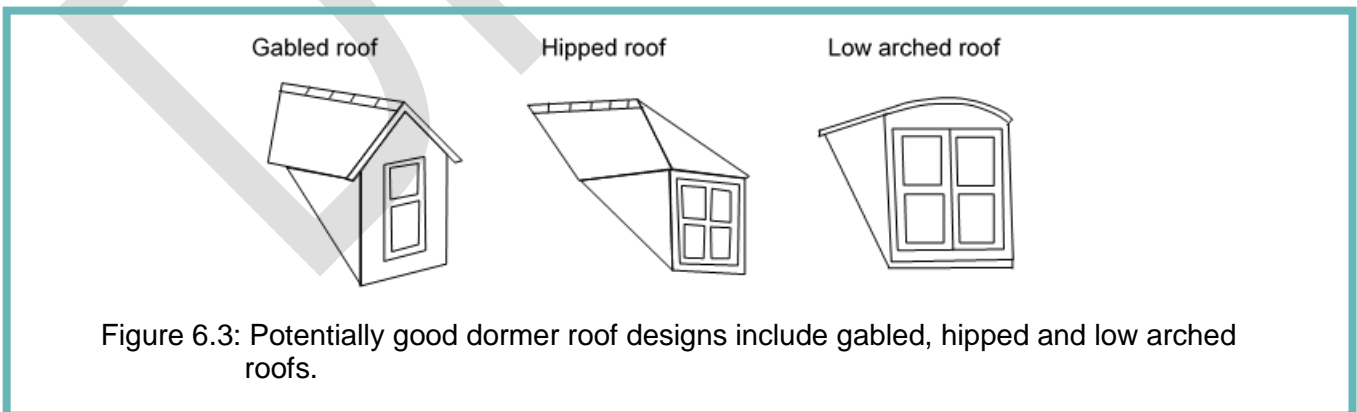 Gabled roof Hipped roof Low arched roof
Figure 6.3: Potentially good dormer roof designs include gabled, hipped and low arched
roofs.